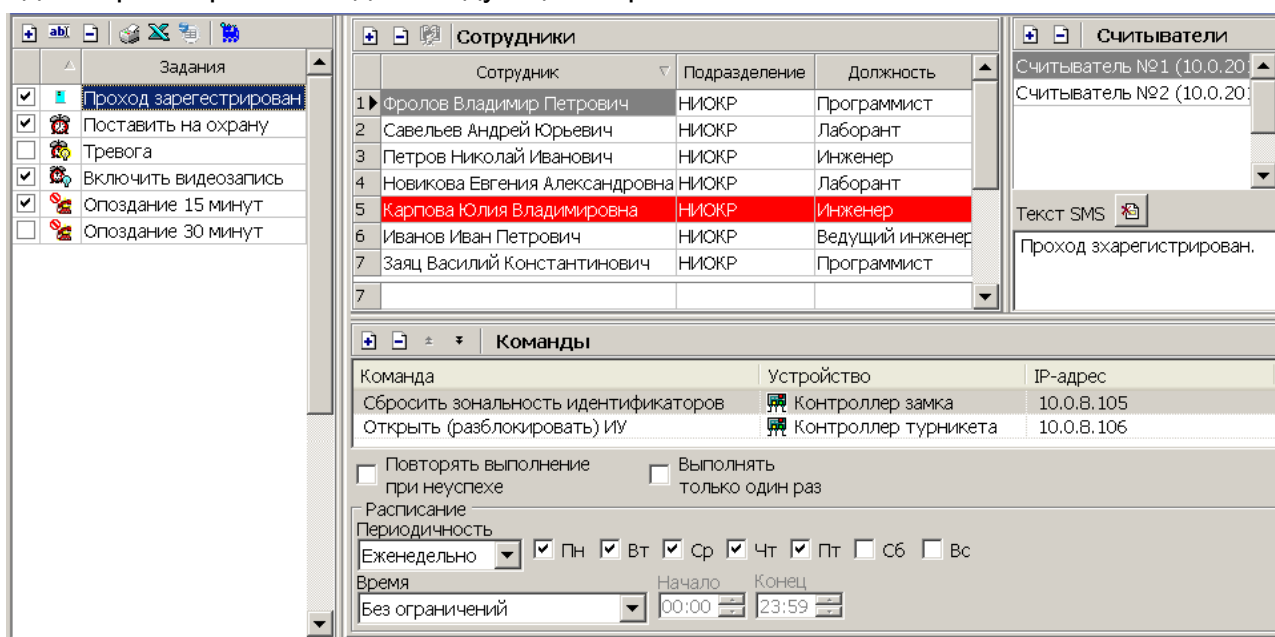 Задания
Проход зарегестрирован
Поставить на охрану
Тревога
Включить видеозапись
Опоздание 15 минут
Опоздание 30 минут
Сотрудники
Сотрудник Подразделение Должность
1 Фролов Владимир Петрович НИОКР Программист
2 Савельев Андрей Юрьевич НИОКР Лаборант
3 Петров Николай Иванович НИОКР Инженер
4 Новикова Евгения Александровна НИОКР Лаборант
5 Карпова Юлия Владимировна НИОКР Инженер
6 Иванов Иван Петрович НИОКР Ведущий инженер
7 Заяц Василий Константинович НИОКР Программист
7
Считыватели
Считыватель №1 (10.0.20
Считыватель №2 (10.0.20
Текст SMS
Проход зхарегистрирован.
Команды
Команда Устройство IP-адрес
Сбросить зональность идентификаторов Контроллер замка 10.0.8.105
Открыть (разблокировать) ИУ Контроллер турникета 10.0.8.106
Повторять выполнение
при неуспехе
Выполнять
только один раз
Расписание
Периодичность
Еженедельно Пн Вт Ср Чт Пт Сб Вс
Время Начало Конец
Без ограничений 00:00 23:59